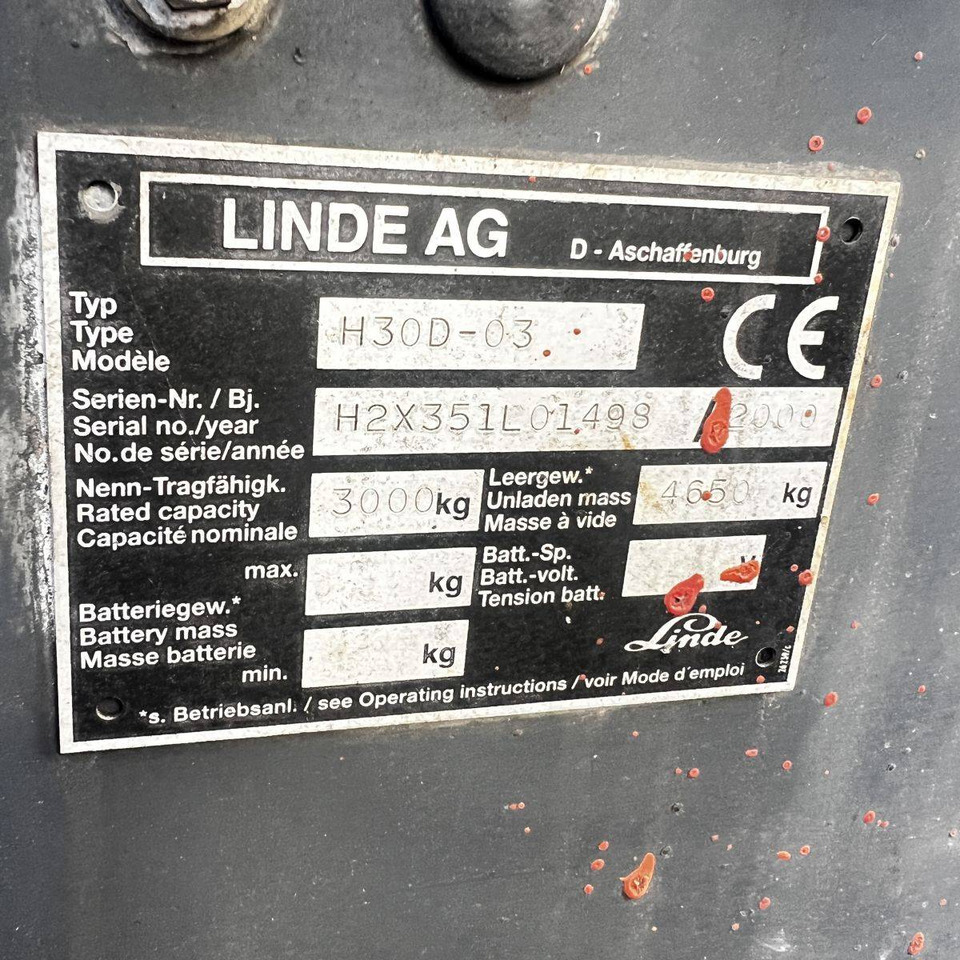 LINDE AG D - Aschaffenburg
Typ
Type
Modèle
H30D-03
CE
Serien-Nr. / Bj.
Serial no./year
No. de série/année
H2X351L01498 / 2000
Nenn-Tragfähigk.
Rated capacity
Capacité nominale
3000 kg
Leergew.*
Unladen mass
Masse à vide
4650 kg
max.
kg
Batteriegew.*
Battery mass
Masse batterie
min.
kg
Batt.-Sp.
Batt.-volt.
Tension batt.
Linde
*s. Betriebsanl. / see Operating instructions / voir Mode d'emploi